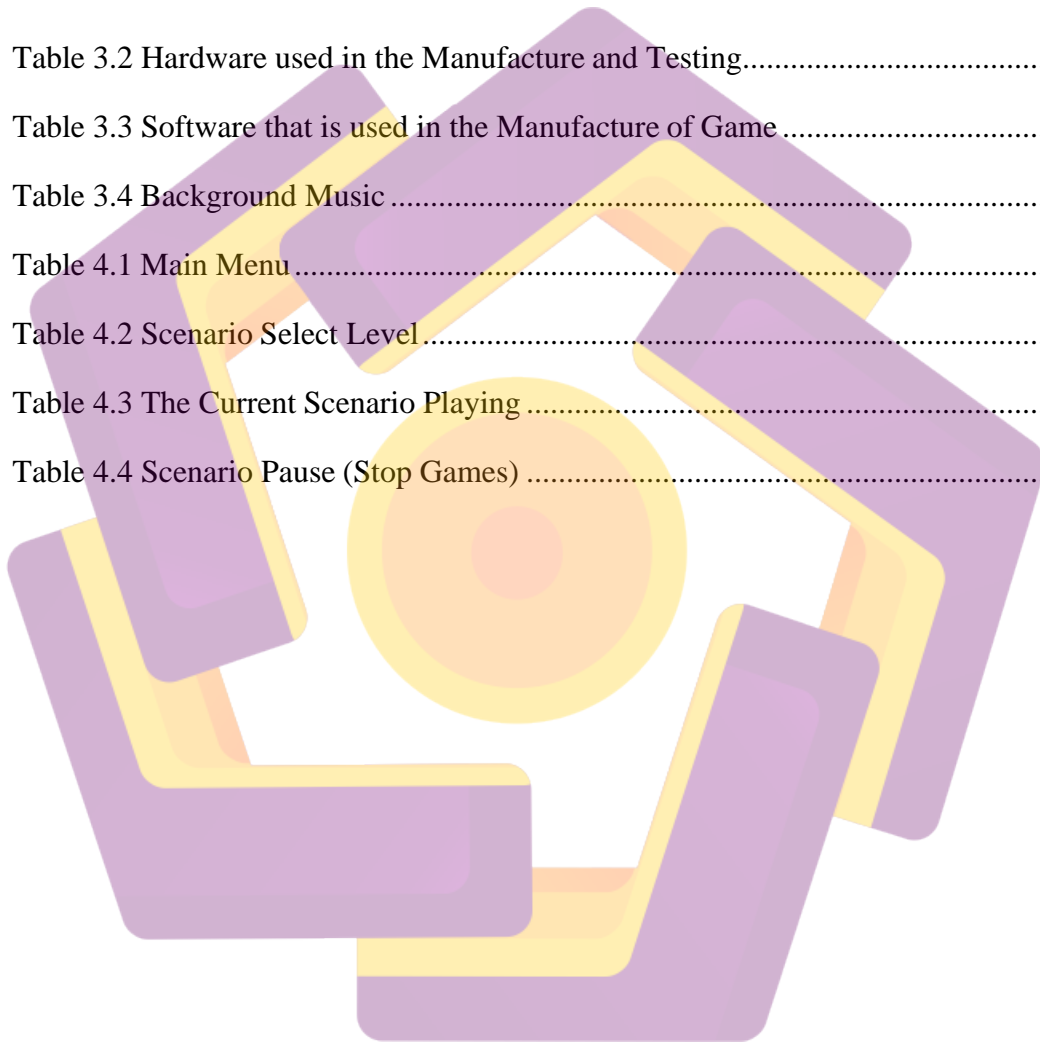 Table 3.2 Hardware used in the Manufacture and Testing....................................
Table 3.3 Software that is used in the Manufacture of Game...............................
Table 3.4 Background Music................................................................................
Table 4.1 Main Menu............................................................................................
Table 4.2 Scenario Select Level............................................................................
Table 4.3 The Current Scenario Playing...............................................................
Table 4.4 Scenario Pause (Stop Games)...............................................................